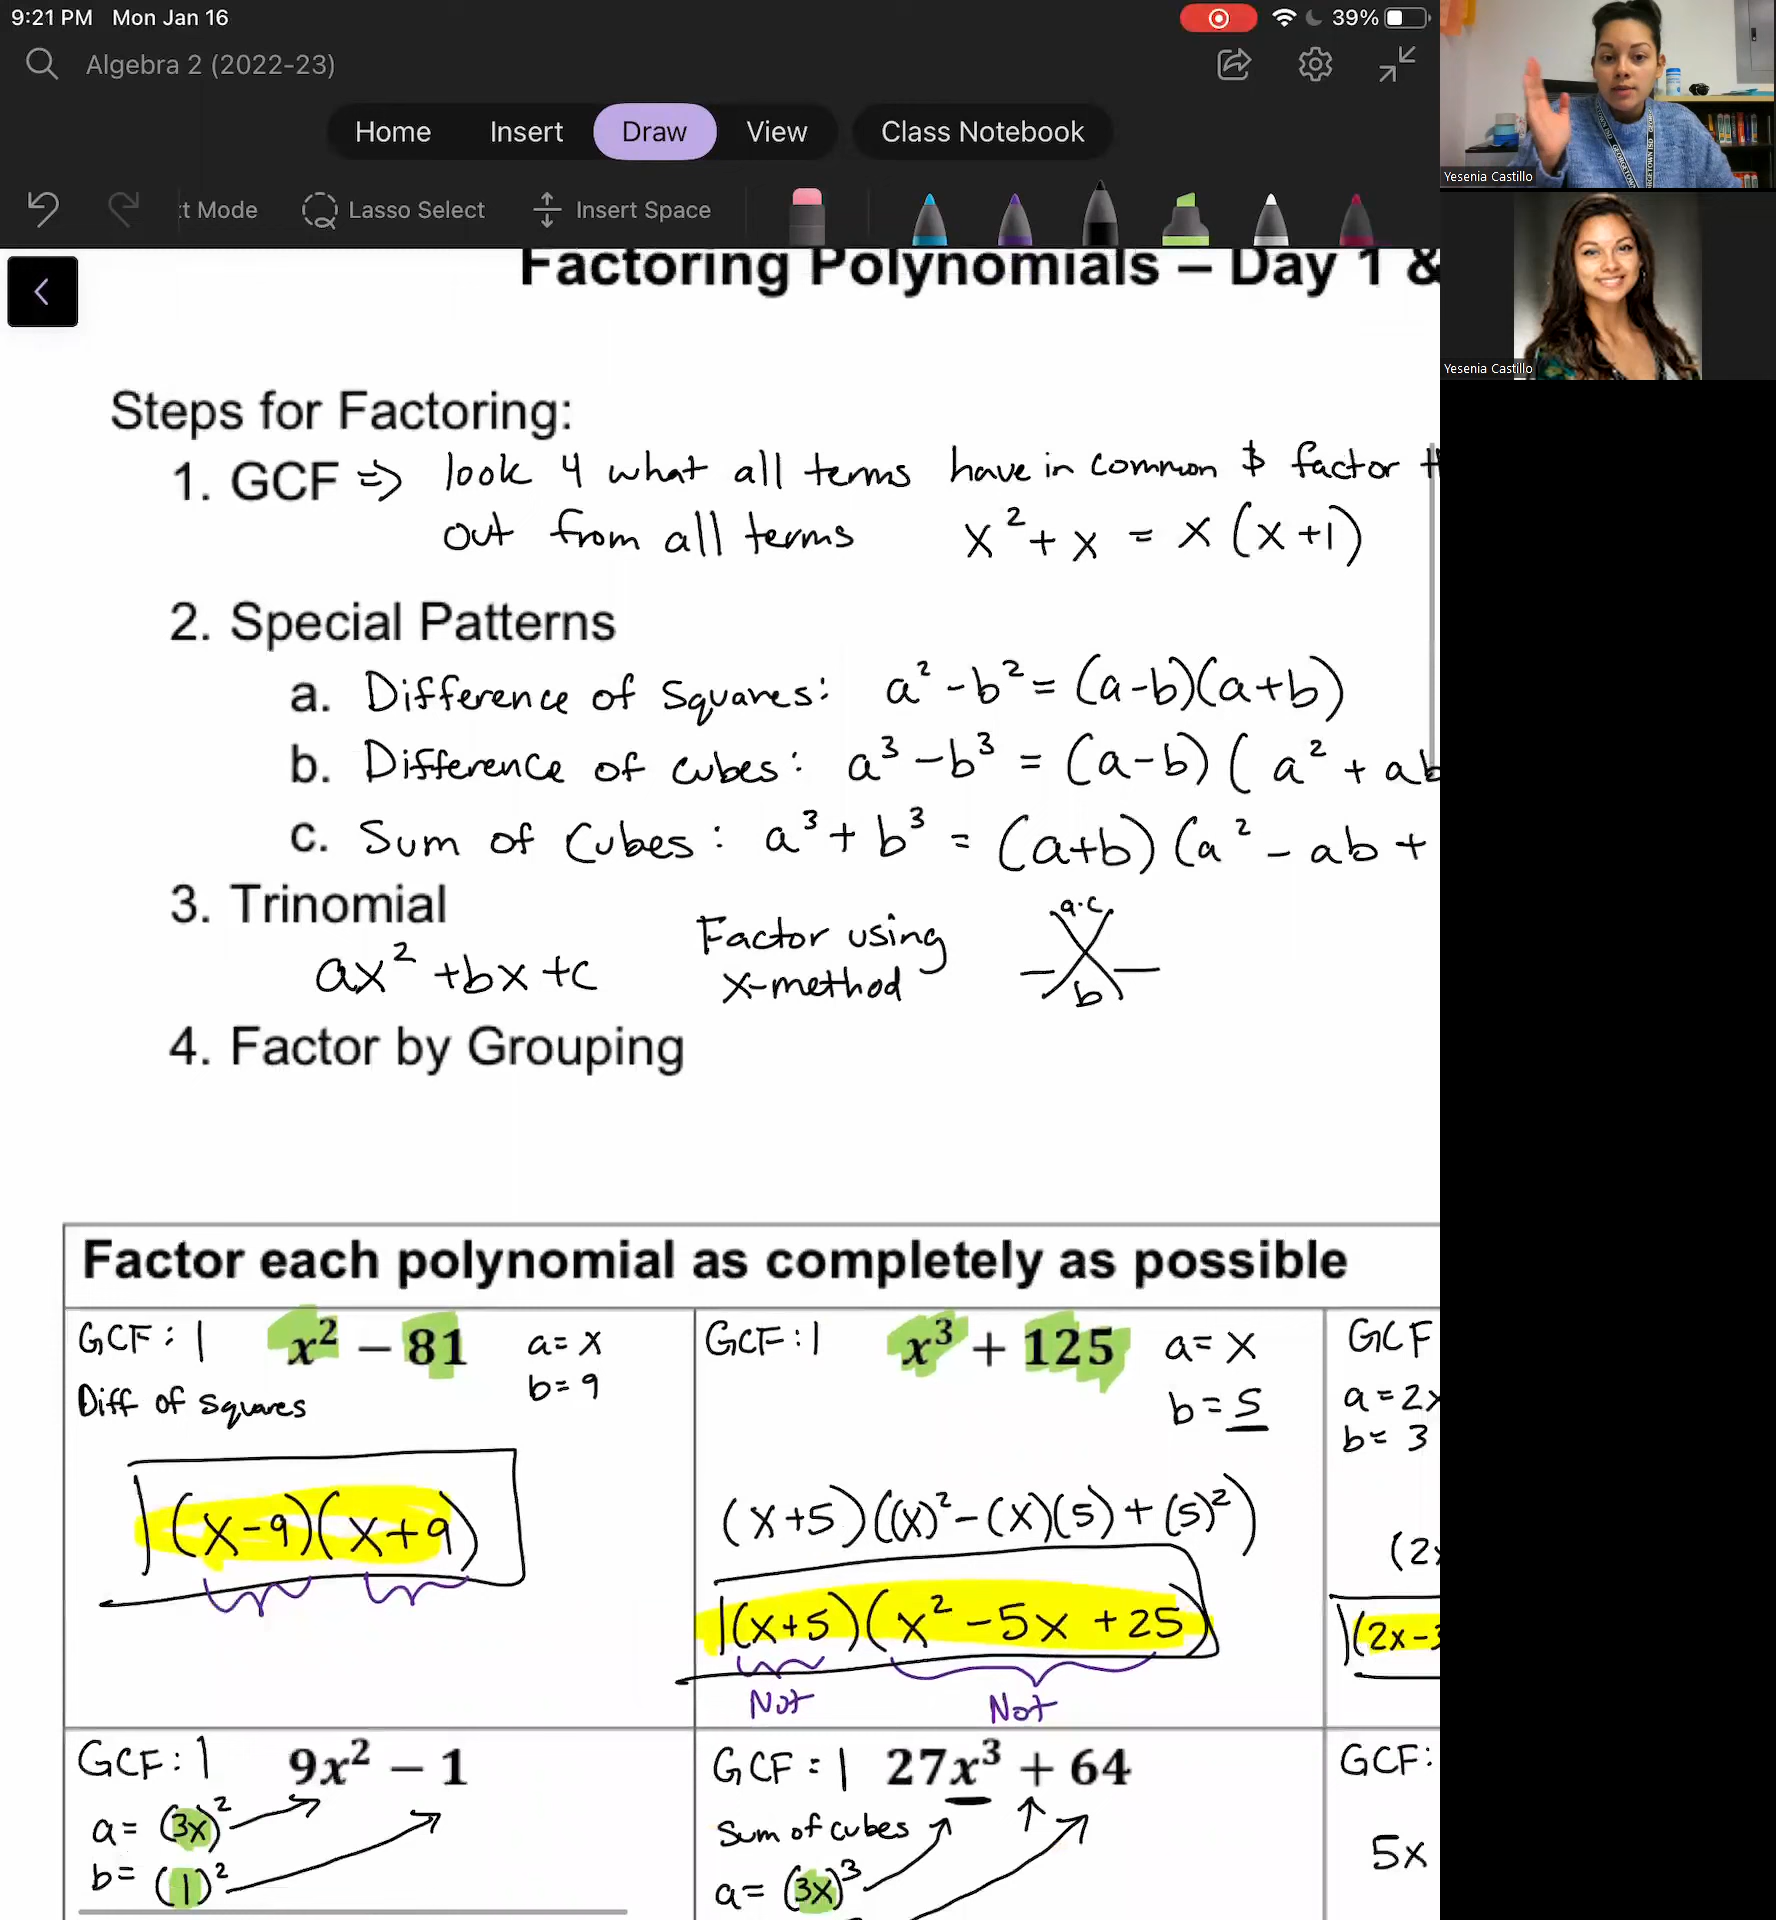 9:21 PM Mon Jan 16
39%
Algebra 2 (2022-23)
Home Insert Draw View Class Notebook
:t Mode Lasso Select Insert Space
Yesenia Castillo
GEORGETOWN ISD
Yesenia Castillo
Factoring Polynomials – Day 1 &
Steps for Factoring:
1. GCF => look 4 what all terms have in common & factor
out from all terms x² + x = x (x+1)
2. Special Patterns
a. Difference of Squares: a² - b² = (a-b)(a+b)
b. Difference of cubes: a³ - b³ = (a-b) ( a² + ab
c. Sum of Cubes: a³ + b³ = (a+b) (a² - ab +
3. Trinomial
a·c
Factor using
ax² + bx + c
X-method
b
4. Factor by Grouping
Factor each polynomial as completely as possible
GCF: 1 x² – 81 a= x
b= 9
Diff of Squares
(x-9)(x+9)
GCF: 1 x³ + 125 a= x
b= 5
(x+5)((x)²-(x)(5)+(5)²)
(x+5)(x²-5x+25)
Not Not
GCF
a=2x
b= 3
(2x
(2x-3
GCF: 1 9x² – 1
a= (3x)²
b= (1)²
GCF = 1 27x³ + 64
Sum of cubes
a= (3x)³
GCF:
5x